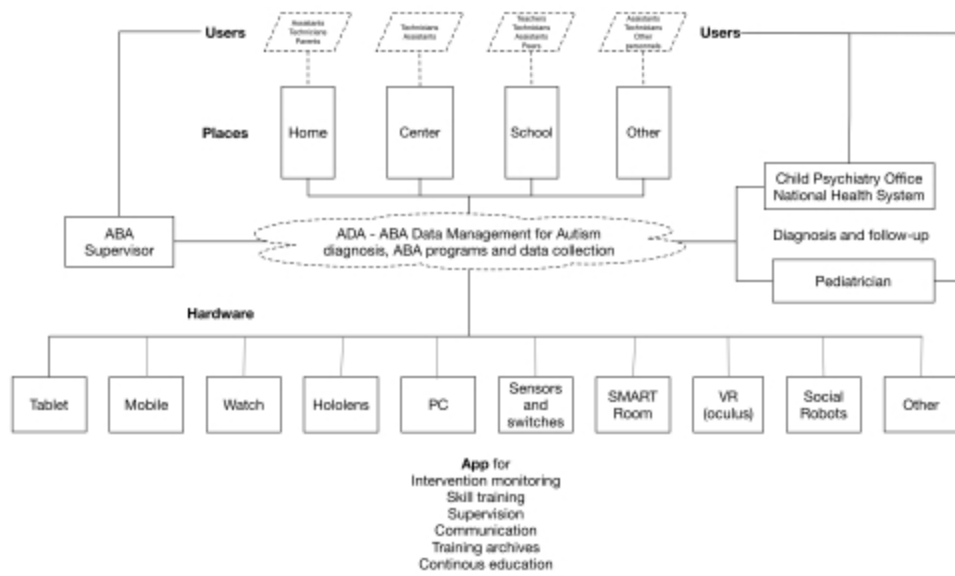 Users
Assistants
Technicians
Parents
Technicians
Assistants
Teachers
Technicians
Assistants
Peers
Assistants
Technicians
Other
personnels
Users
Places
Home
Center
School
Other
Child Psychiatry Office
National Health System
ABA
Supervisor
ADA - ABA Data Management for Autism
diagnosis, ABA programs and data collection
Diagnosis and follow-up
Pediatrician
Hardware
Tablet
Mobile
Watch
Hololens
PC
Sensors
and
switches
SMART
Room
VR
(oculus)
Social
Robots
Other
App for
Intervention monitoring
Skill training
Supervision
Communication
Training archives
Continous education